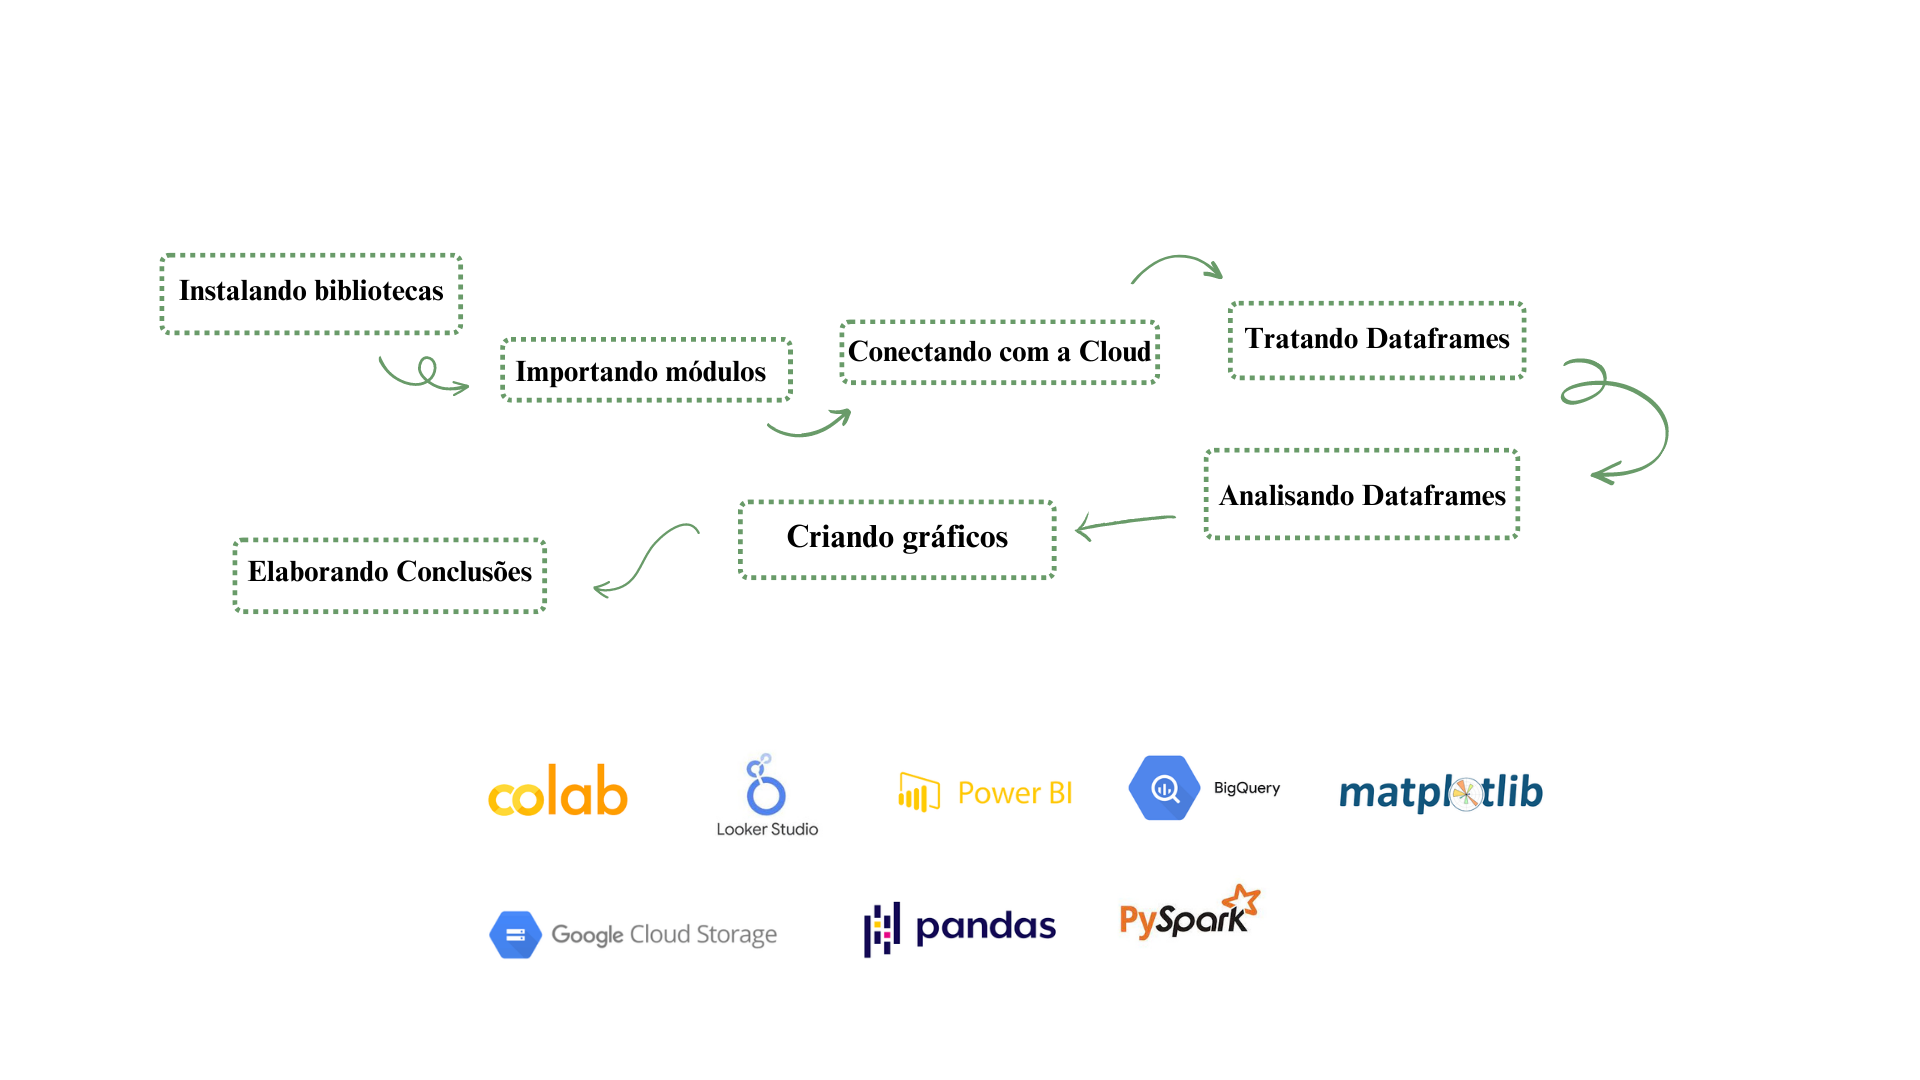 Instalando bibliotecas
Importando módulos
Conectando com a Cloud
Tratando Dataframes
Analisando Dataframes
Criando gráficos
Elaborando Conclusões
colab
Looker Studio
Power BI
BigQuery
matplotlib
Google Cloud Storage
pandas
PySpark